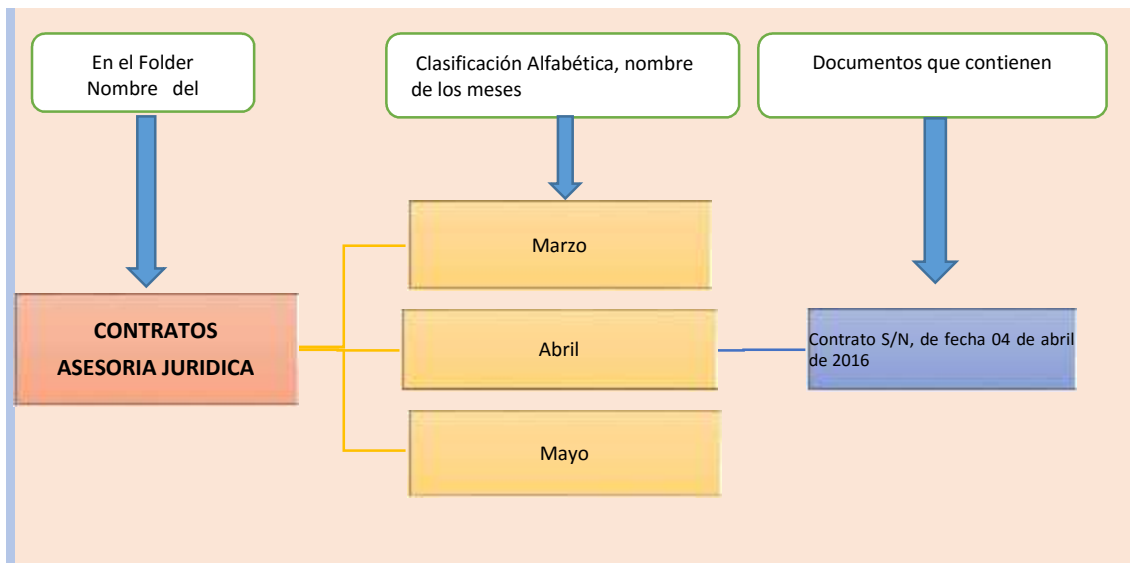 En el Folder
Nombre del
Clasificación Alfabética, nombre
de los meses
Documentos que contienen
Marzo
CONTRATOS
ASESORIA JURIDICA
Abril
Contrato S/N, de fecha 04 de abril
de 2016
Mayo